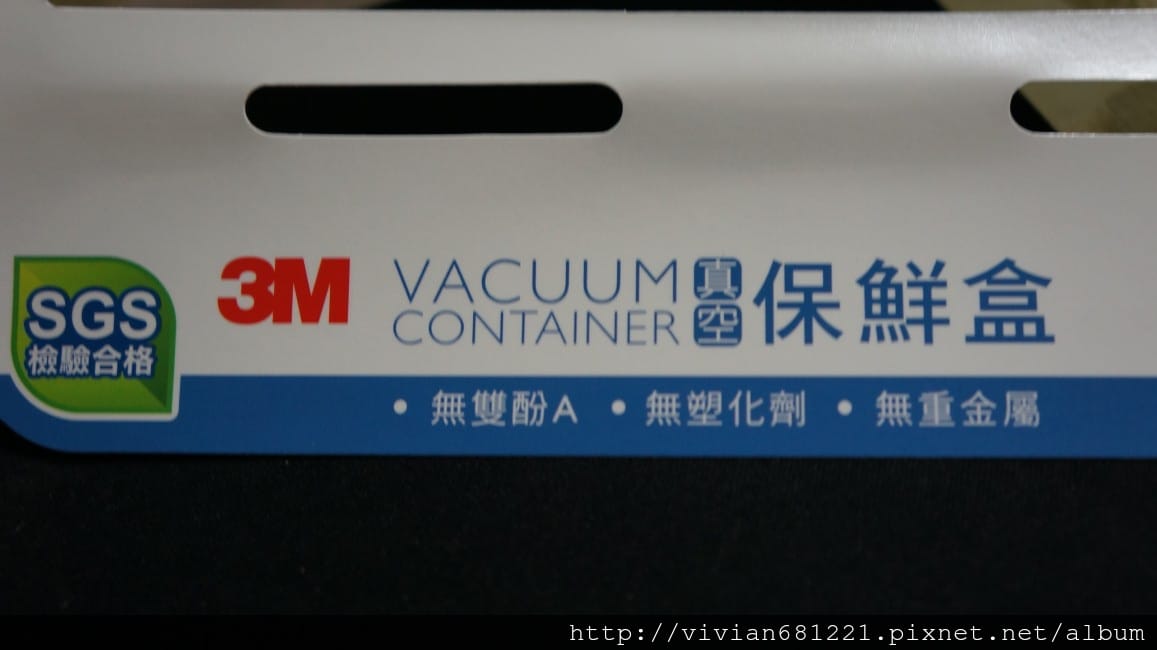 SGS
檢驗合格
3M
VACUUM
CONTAINER
真空
保鮮盒
• 無雙酚A • 無塑化劑 • 無重金屬
http://vivian681221.pixnet.net/album